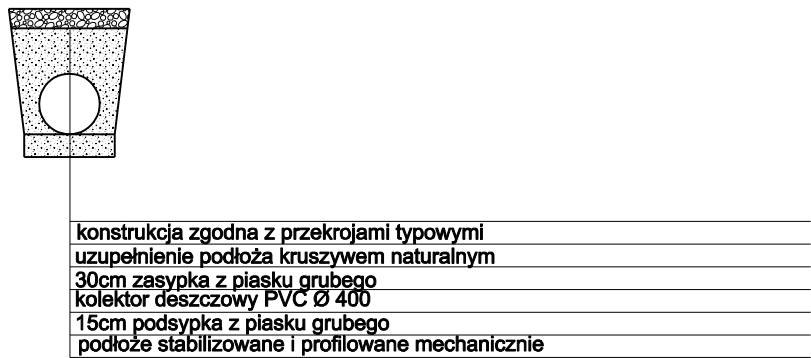 konstrukcja zgodna z przekrojami typowymi
uzupełnienie podłoża kruszywem naturalnym
30cm zasypka z piasku grubego
kolektor deszczowy PVC Ø 400
15cm podsypka z piasku grubego
podłoże stabilizowane i profilowane mechanicznie